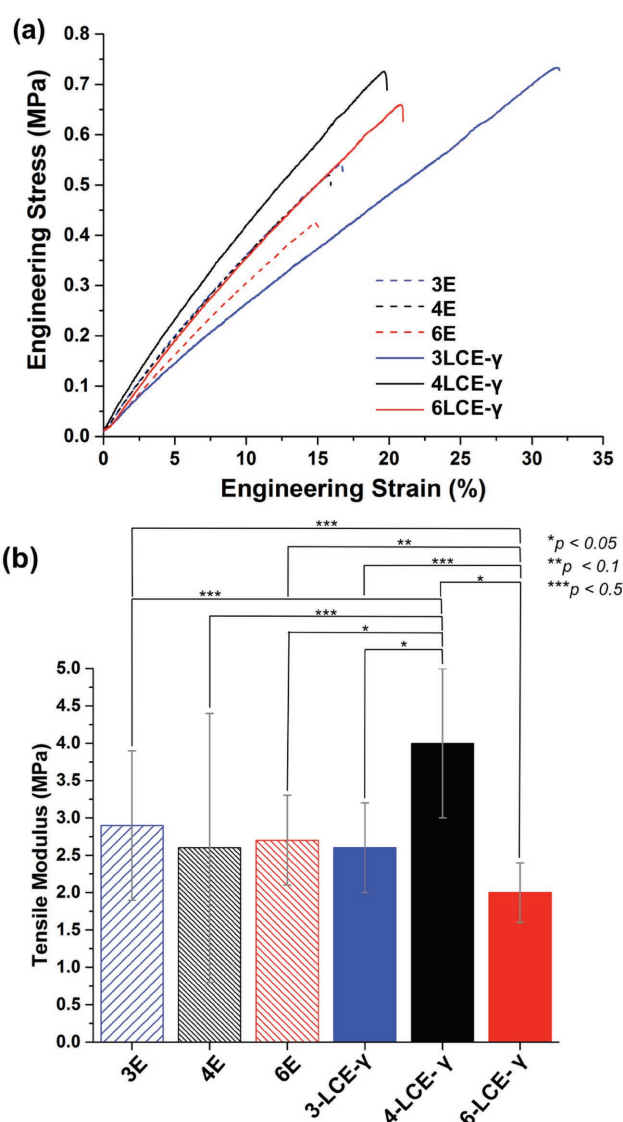 (a)
Engineering Stress (MPa)
0.8
0.7
0.6
0.5
0.4
0.3
0.2
0.1
0.0
3E
4E
6E
3LCE-γ
4LCE-γ
6LCE-γ
0 5 10 15 20 25 30 35
Engineering Strain (%)
(b)
***
**
***
*
***
***
*
*
*p < 0.05
**p < 0.1
***p < 0.5
Tensile Modulus (MPa)
5.0
4.5
4.0
3.5
3.0
2.5
2.0
1.5
1.0
0.5
0.0
3E 4E 6E 3-LCE-γ 4-LCE- γ 6-LCE- γ